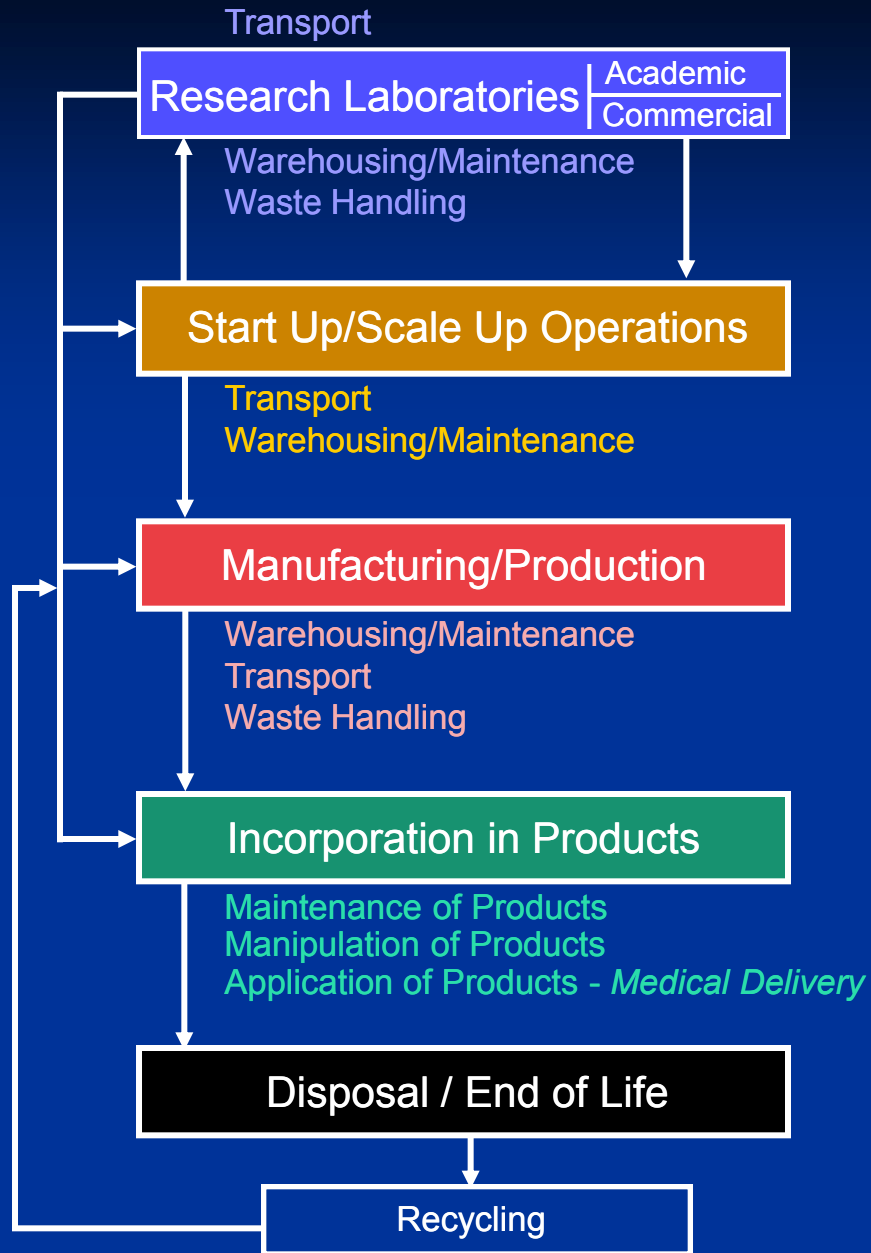 Transport
Research Laboratories
Academic
Commercial
Warehousing/Maintenance
Waste Handling
Start Up/Scale Up Operations
Transport
Warehousing/Maintenance
Manufacturing/Production
Warehousing/Maintenance
Transport
Waste Handling
Incorporation in Products
Maintenance of Products
Manipulation of Products
Application of Products - Medical Delivery
Disposal / End of Life
Recycling